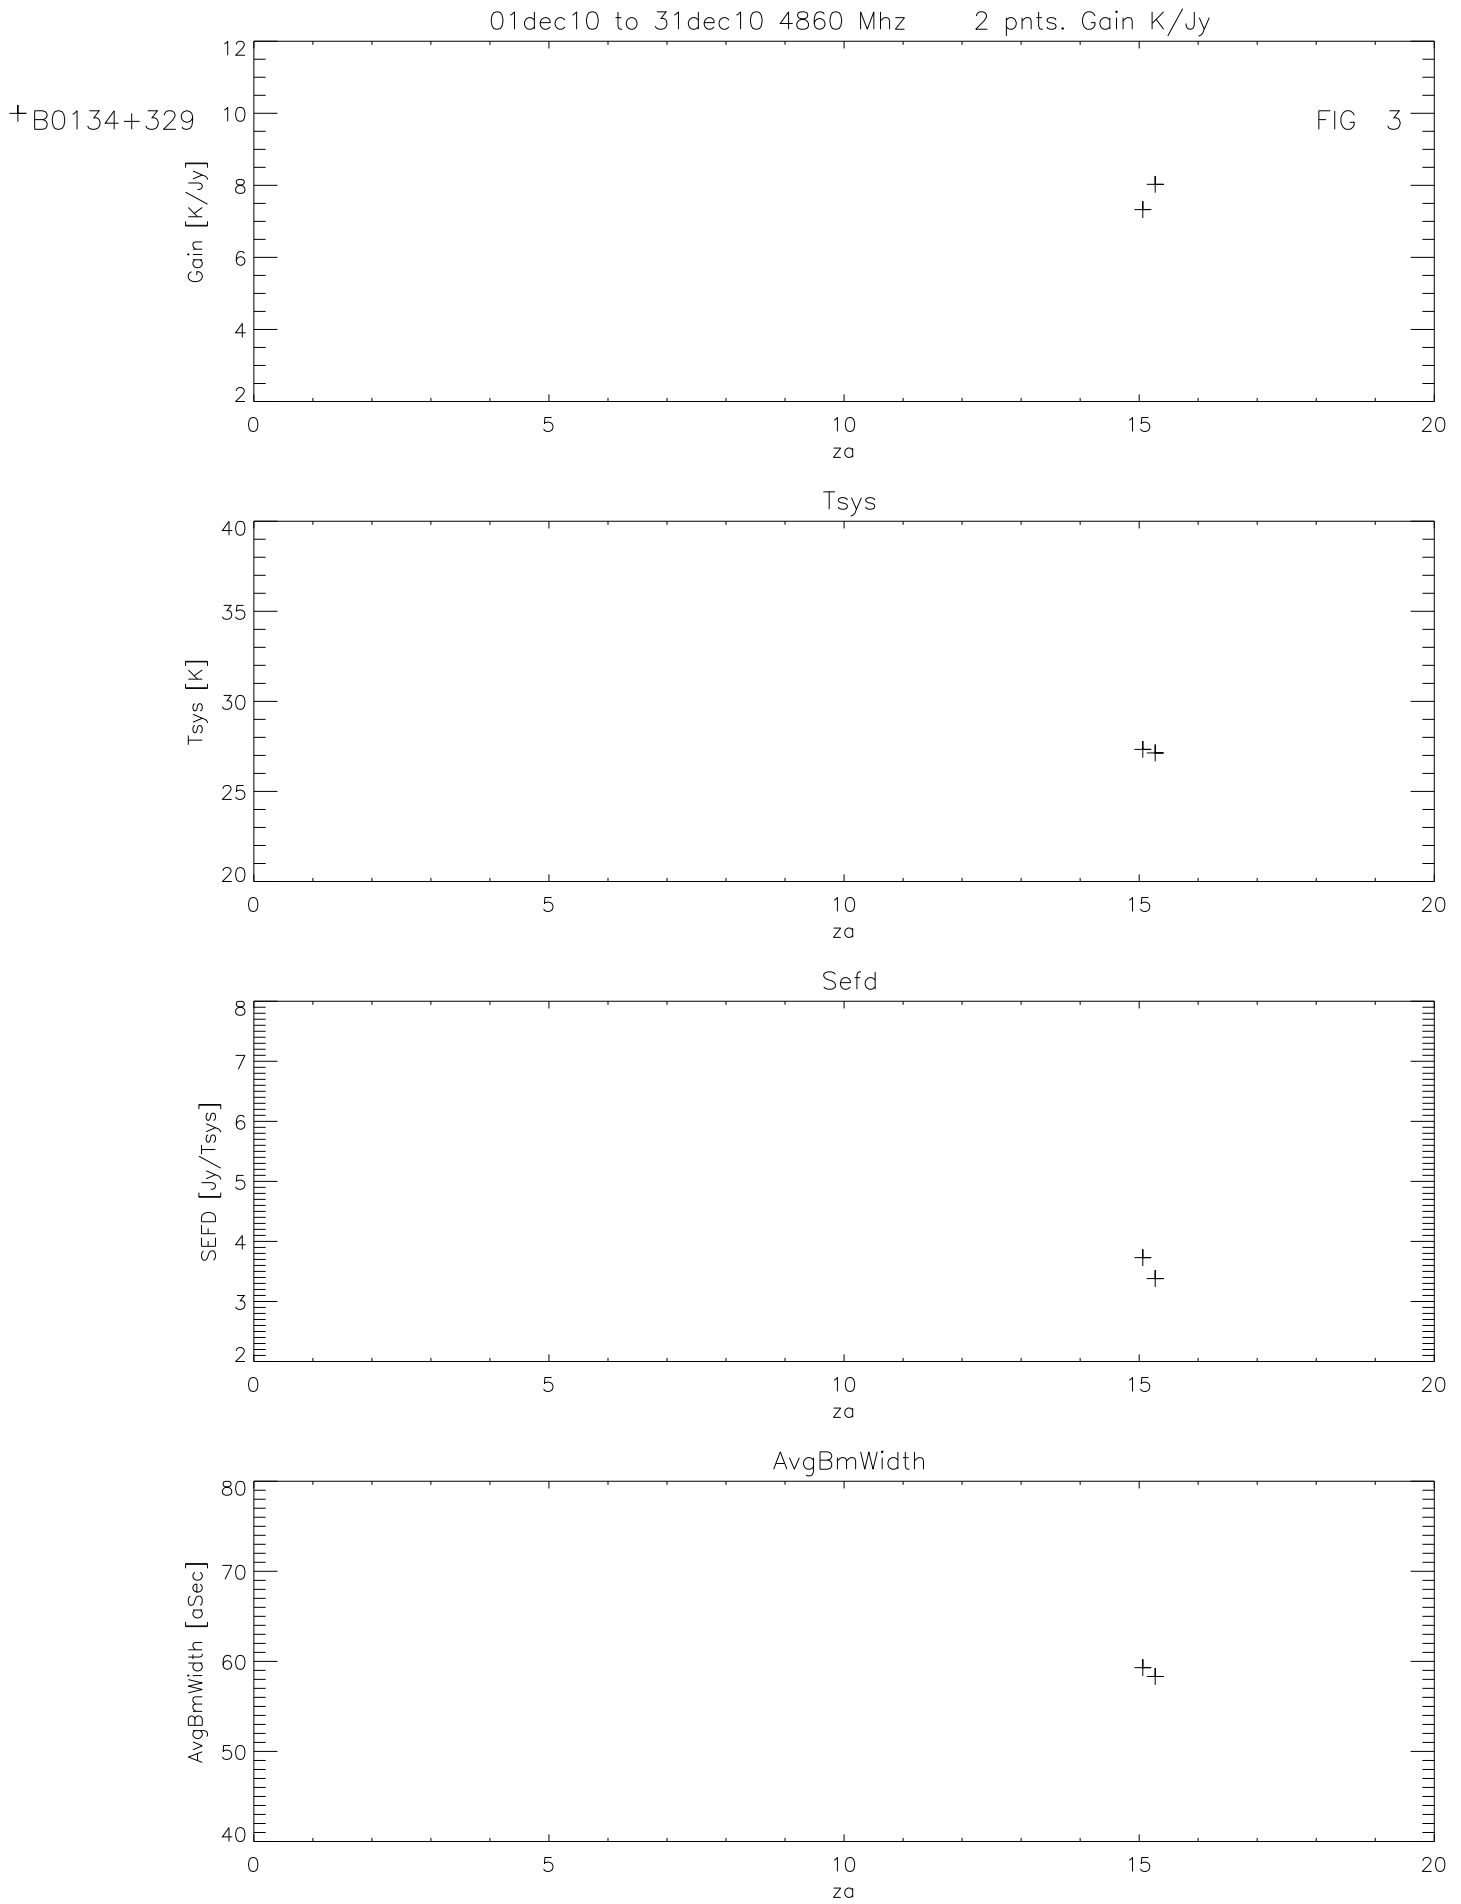 01dec10 to 31dec10 4860 Mhz 2 pnts. Gain K/Jy
+ B0134+329
FIG 3
Gain [K/Jy]
12
10
8
6
4
2
0 5 10 15 20
za
Tsys
Tsys [K]
40
35
30
25
20
0 5 10 15 20
za
Sefd
SEFD [Jy/Tsys]
8
7
6
5
4
3
2
0 5 10 15 20
za
AvgBmWidth
AvgBmWidth [aSec]
80
70
60
50
40
0 5 10 15 20
za